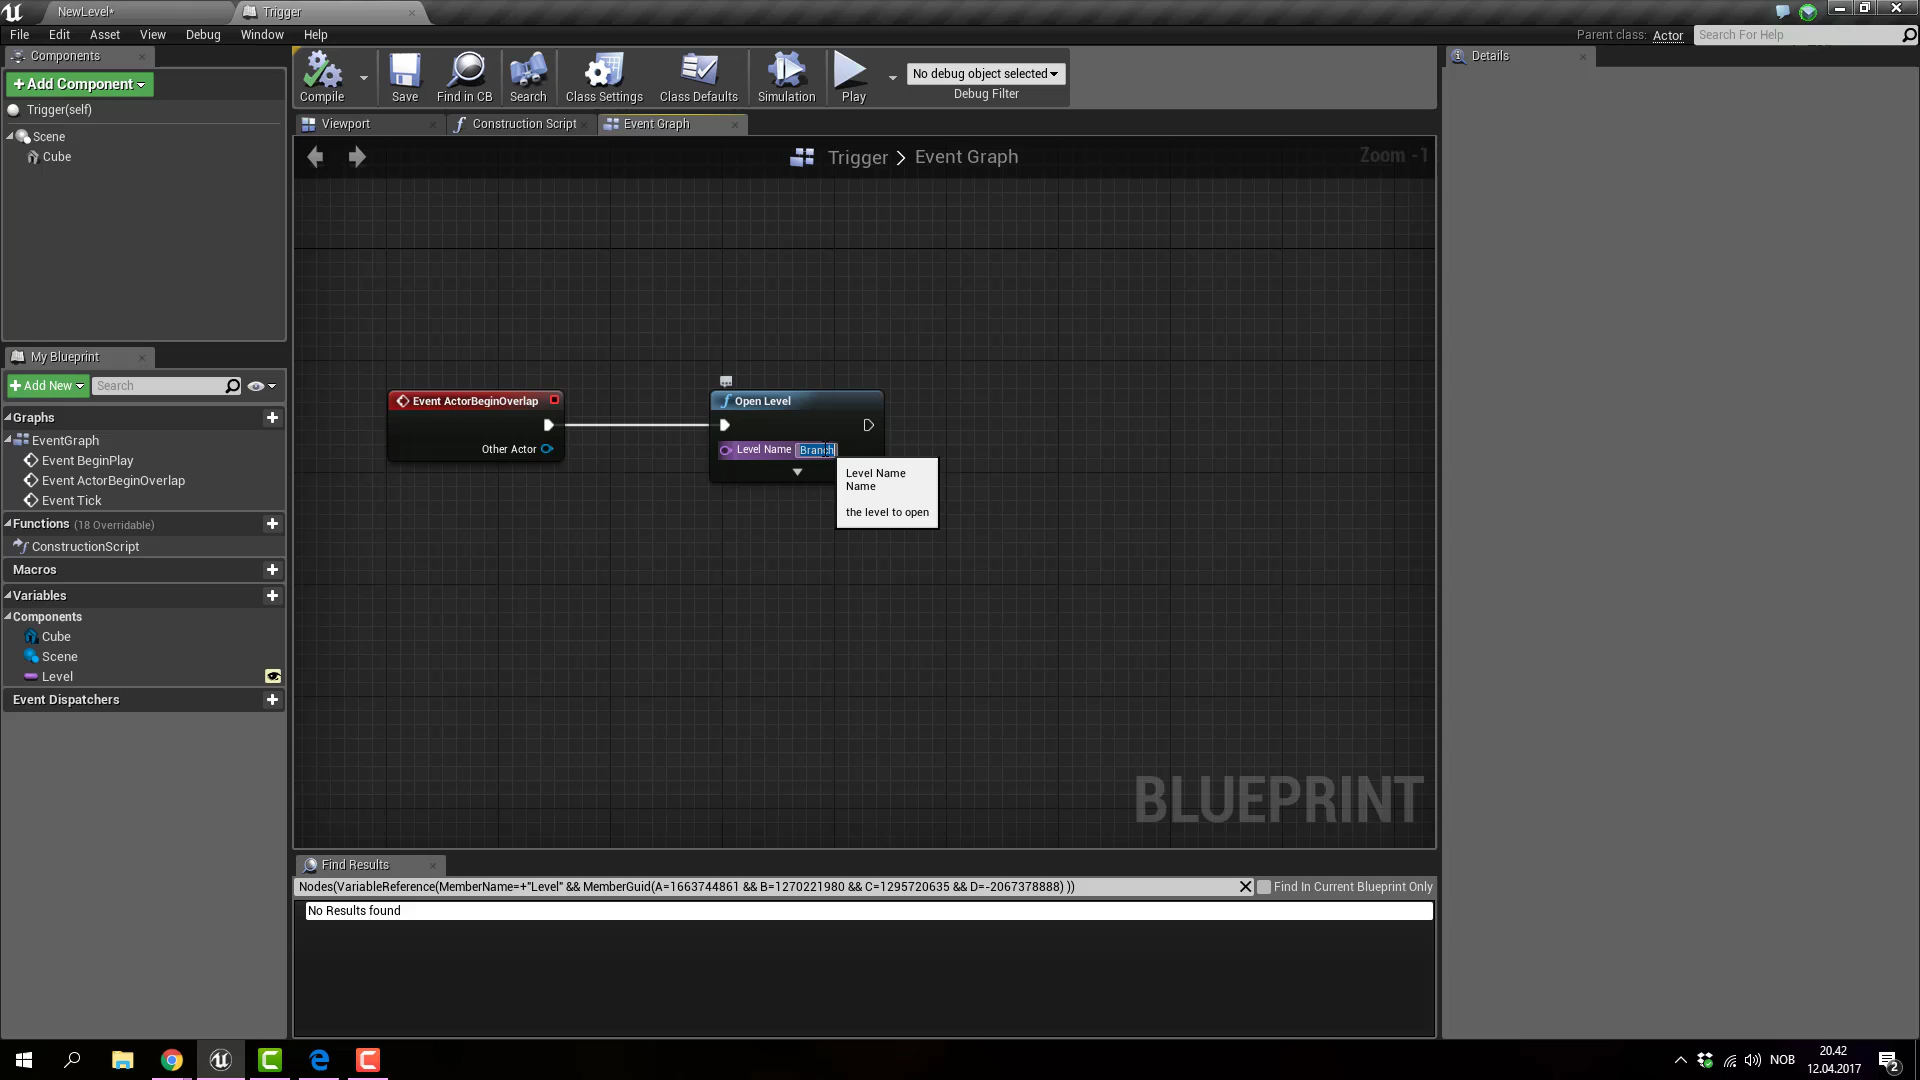 NewLevel*
Trigger
File Edit Asset View Debug Window Help
Parent class: Actor
Search For Help
Components
+Add Component
Trigger(self)
Scene
Cube
Compile
Save
Find in CB
Search
Class Settings
Class Defaults
Simulation
Play
No debug object selected
Debug Filter
Details
Viewport
Construction Script
Event Graph
Trigger > Event Graph
Zoom -1
My Blueprint
+Add New
Search
Graphs
EventGraph
Event BeginPlay
Event ActorBeginOverlap
Event Tick
Functions (18 Overridable)
ConstructionScript
Macros
Variables
Components
Cube
Scene
Level
Event Dispatchers
Event ActorBeginOverlap
Other Actor
Open Level
Level Name Branch
Level Name
Name
the level to open
BLUEPRINT
Find Results
Nodes(VariableReference(MemberName=+"Level" && MemberGuid(A=1663744861 && B=1270221980 && C=1295720635 && D=-2067378888) ))
Find In Current Blueprint Only
No Results found
NOB
20.42
12.04.2017
2